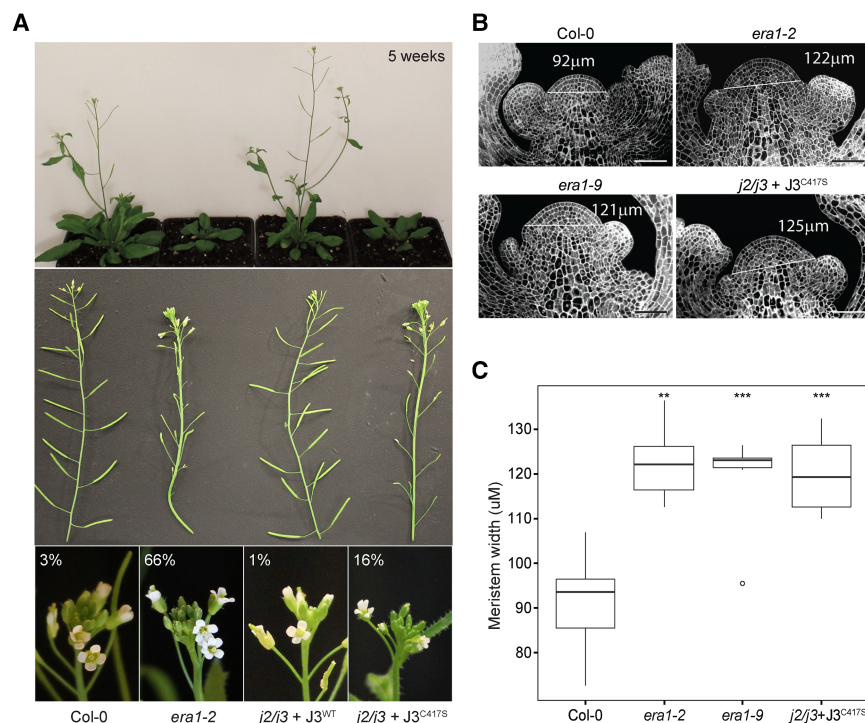 A
5 weeks
3%
66%
1%
16%
Col-0
era1-2
j2/j3 + J3WT
j2/j3 + J3C417S
B
Col-0
era1-2
92µm
122µm
era1-9
j2/j3 + J3C417S
121µm
125µm
C
Meristem width (uM)
130
120
110
100
90
80
**
***
***
Col-0
era1-2
era1-9
j2/j3+J3C417S